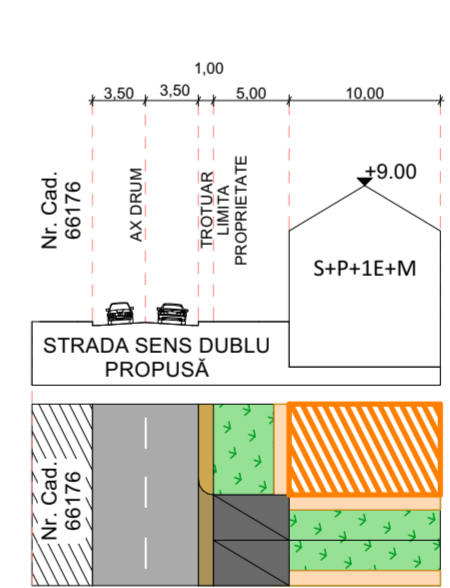 1,00
3,50
3,50
5,00
10,00
Nr. Cad.
66176
AX DRUM
TROTUAR
LIMITA
PROPRIETATE
+9.00
S+P+1E+M
STRADA SENS DUBLU
PROPUSĂ
Nr. Cad.
66176